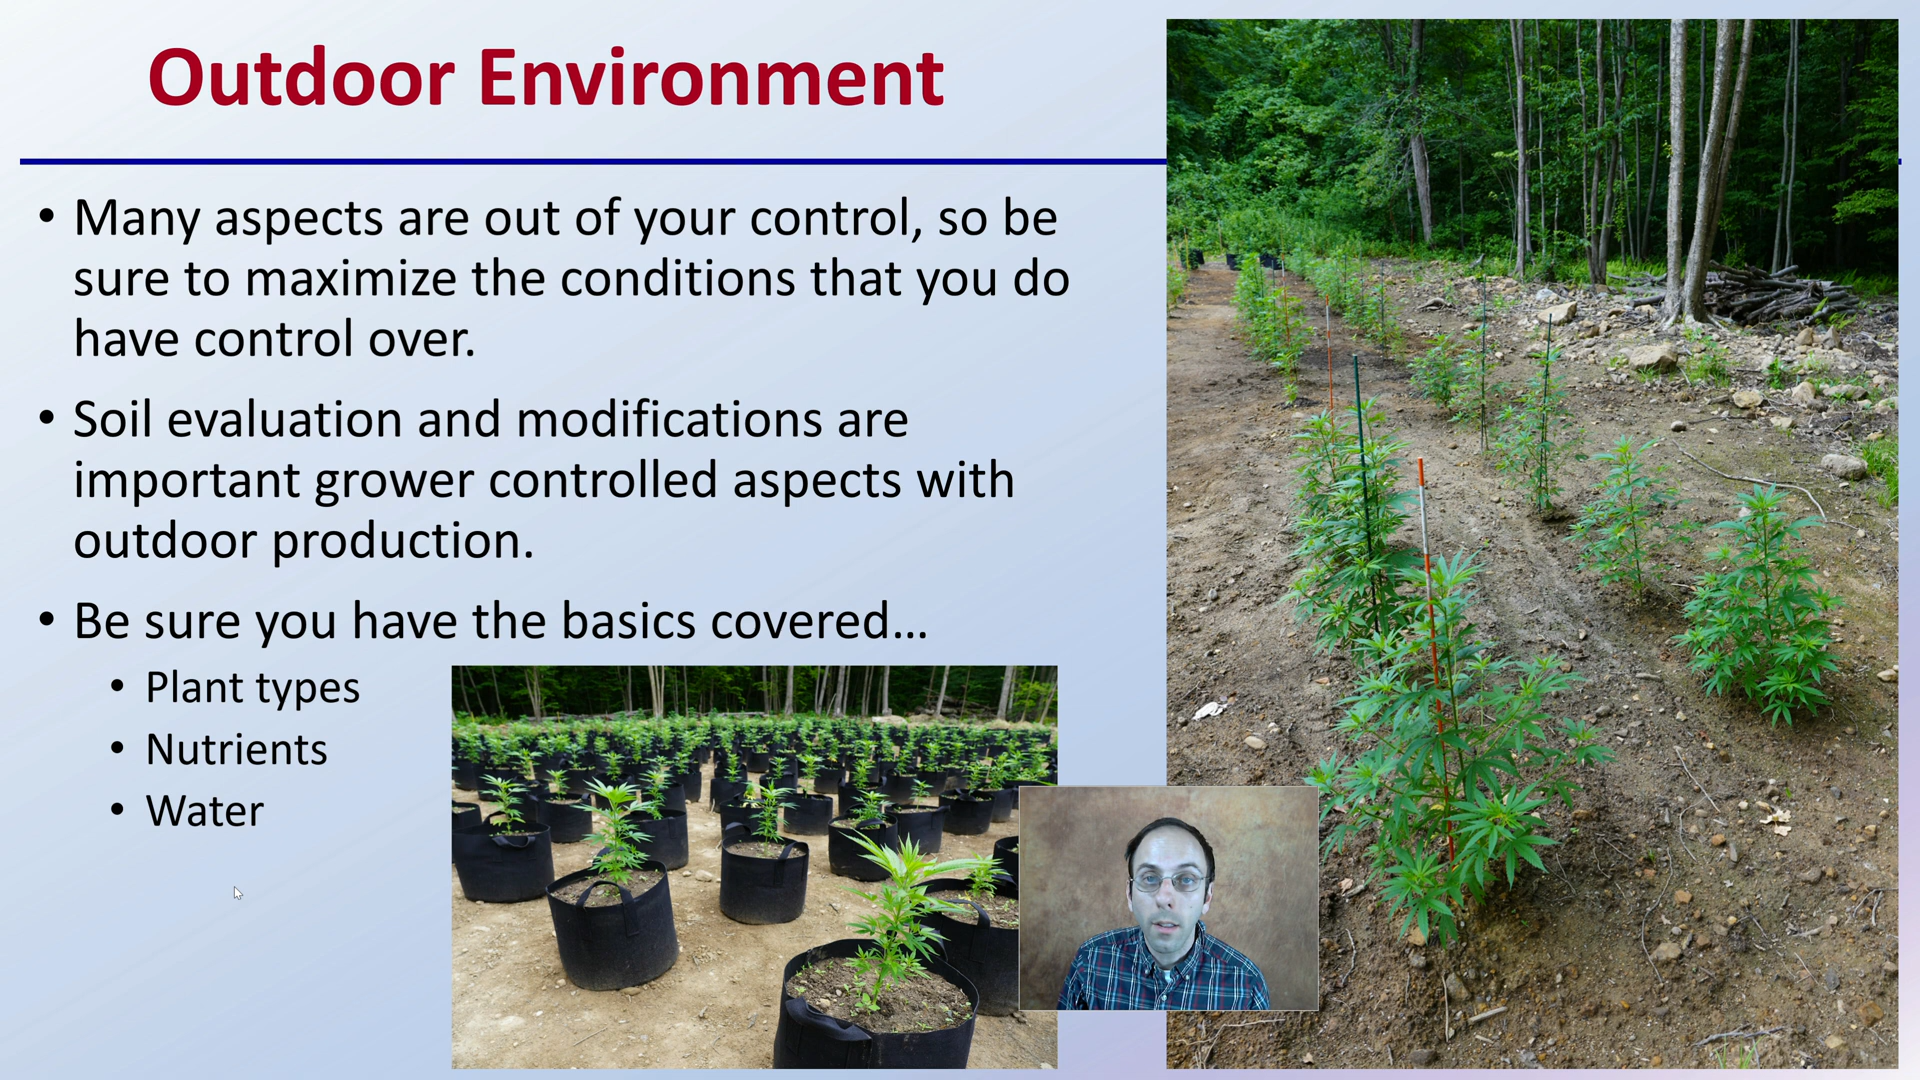 Outdoor Environment
• Many aspects are out of your control, so be
sure to maximize the conditions that you do
have control over.
• Soil evaluation and modifications are
important grower controlled aspects with
outdoor production.
• Be sure you have the basics covered…
• Plant types
• Nutrients
• Water